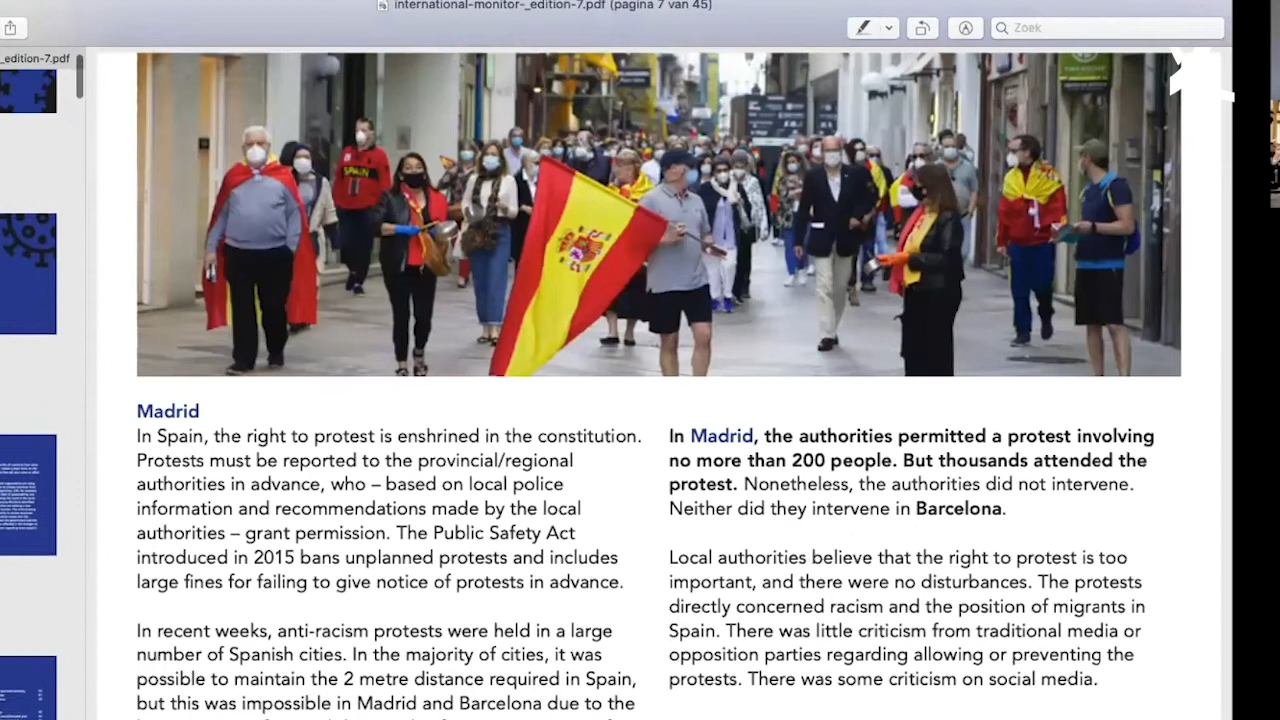 international-monitor-_edition-7.pdf (pagina 7 van 45)
Zoek
_edition-7.pdf
SPAIN
Madrid
In Spain, the right to protest is enshrined in the constitution.
Protests must be reported to the provincial/regional
authorities in advance, who – based on local police
information and recommendations made by the local
authorities – grant permission. The Public Safety Act
introduced in 2015 bans unplanned protests and includes
large fines for failing to give notice of protests in advance.
In recent weeks, anti-racism protests were held in a large
number of Spanish cities. In the majority of cities, it was
possible to maintain the 2 metre distance required in Spain,
but this was impossible in Madrid and Barcelona due to the
In Madrid, the authorities permitted a protest involving
no more than 200 people. But thousands attended the
protest. Nonetheless, the authorities did not intervene.
Neither did they intervene in Barcelona.
Local authorities believe that the right to protest is too
important, and there were no disturbances. The protests
directly concerned racism and the position of migrants in
Spain. There was little criticism from traditional media or
opposition parties regarding allowing or preventing the
protests. There was some criticism on social media.